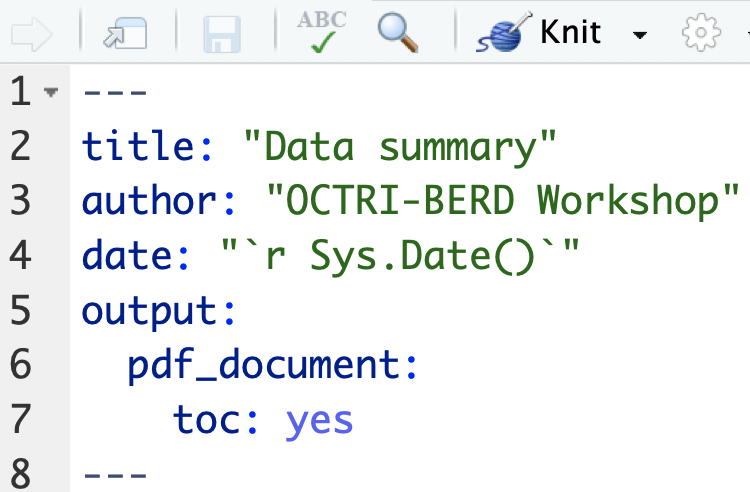 ABC
Knit
1 ---
2 title: "Data summary"
3 author: "OCTRI-BERD Workshop"
4 date: "`r Sys.Date()`"
5 output:
6   pdf_document:
7     toc: yes
8 ---